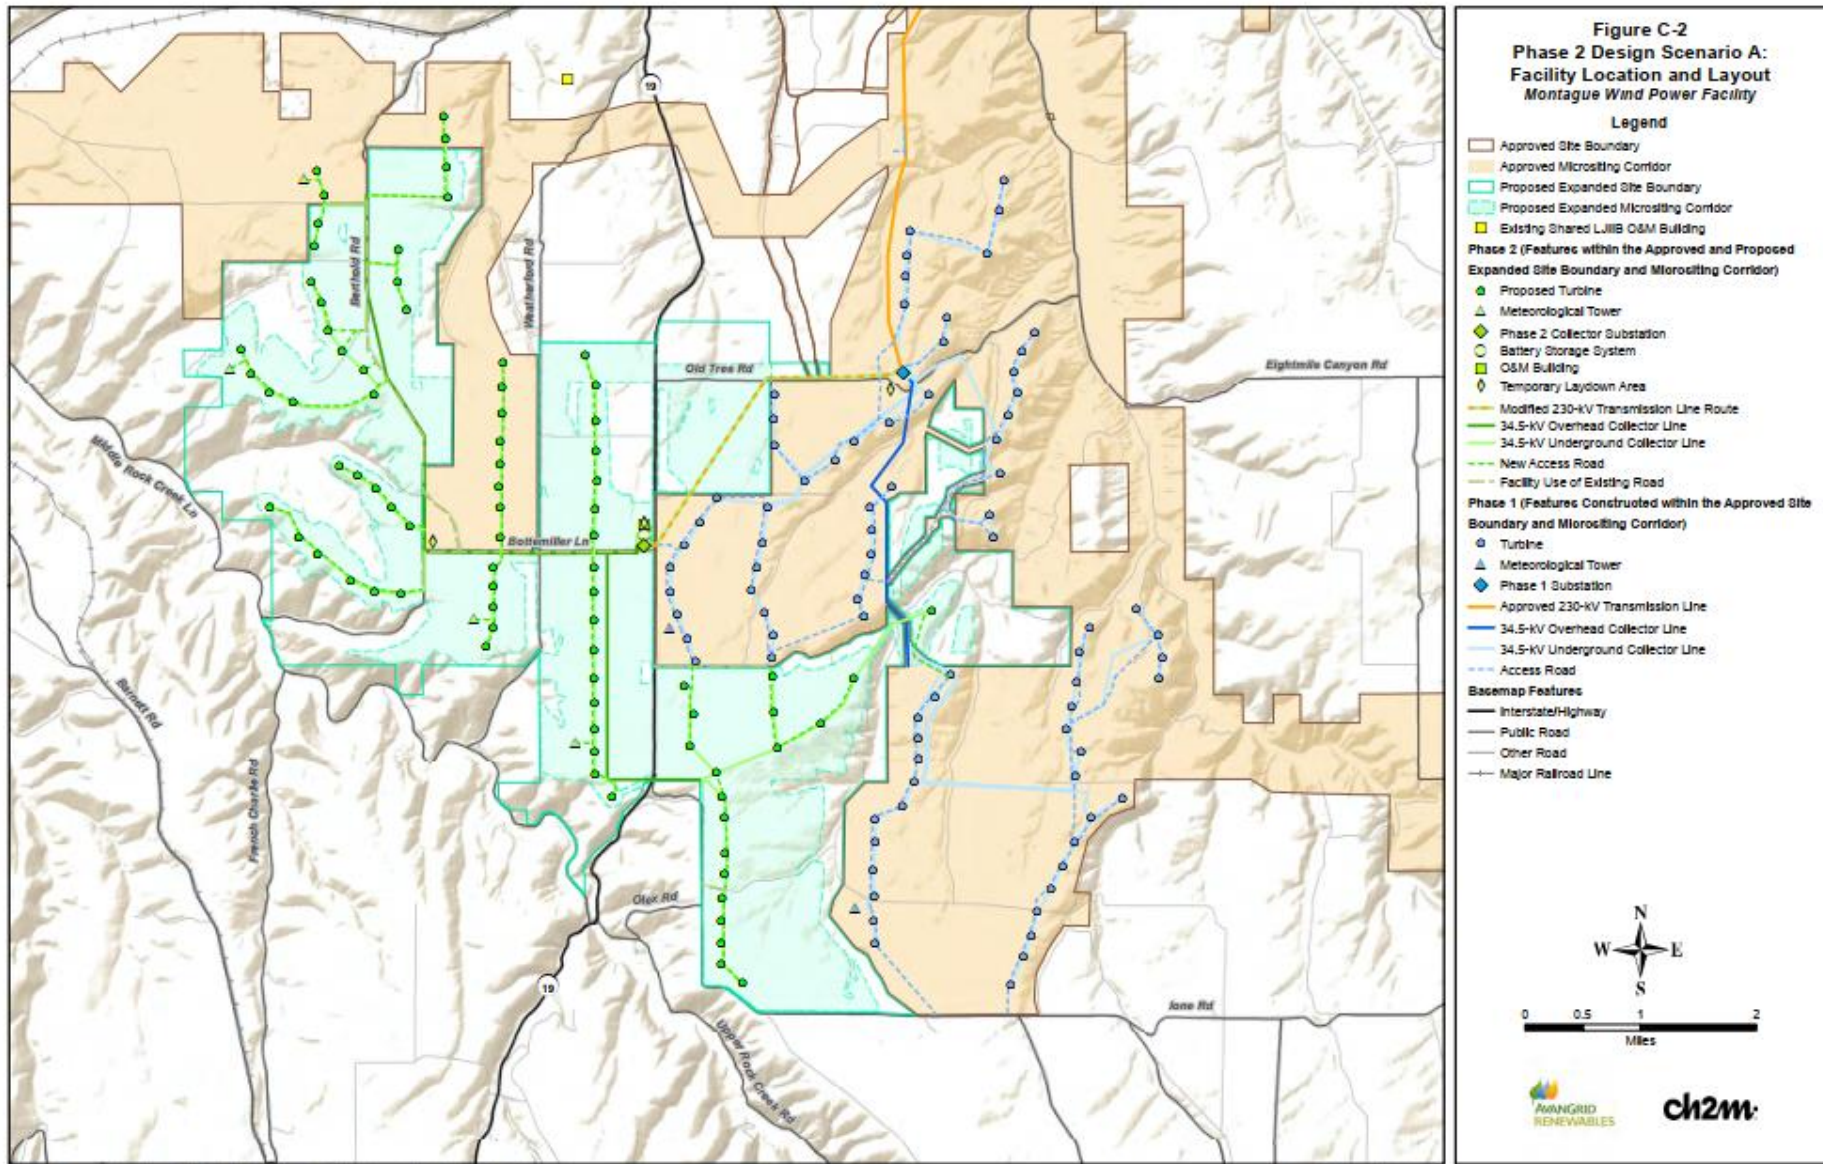 Figure C-2
Phase 2 Design Scenario A:
Facility Location and Layout
Montague Wind Power Facility
Legend
Approved Site Boundary
Approved Micrositing Corridor
Proposed Expanded Site Boundary
Proposed Expanded Micrositing Corridor
Existing Shared LJIIB O&M Building
Phase 2 (Features within the Approved and Proposed
Expanded Site Boundary and Micrositing Corridor)
Proposed Turbine
Meteorological Tower
Phase 2 Collector Substation
Battery Storage System
O&M Building
Temporary Laydown Area
Modified 230-kV Transmission Line Route
34.5-kV Overhead Collector Line
34.5-kV Underground Collector Line
New Access Road
Facility Use of Existing Road
Phase 1 (Features Constructed within the Approved Site
Boundary and Micrositing Corridor)
Turbine
Meteorological Tower
Phase 1 Substation
Approved 230-kV Transmission Line
34.5-kV Overhead Collector Line
34.5-kV Underground Collector Line
Access Road
Basemap Features
Interstate/Highway
Public Road
Other Road
Major Railroad Line
N
W E
S
0 0.5 1 2
Miles
AVANGRID
RENEWABLES
ch2m:
19
Berthold Rd
Weatherford Rd
Old Tree Rd
Eightmile Canyon Rd
Middle Rock Creek Ln
Bottemiller Ln
Barnett Rd
French Charlie Rd
Olex Rd
19
Upper Rock Creek Rd
Ione Rd